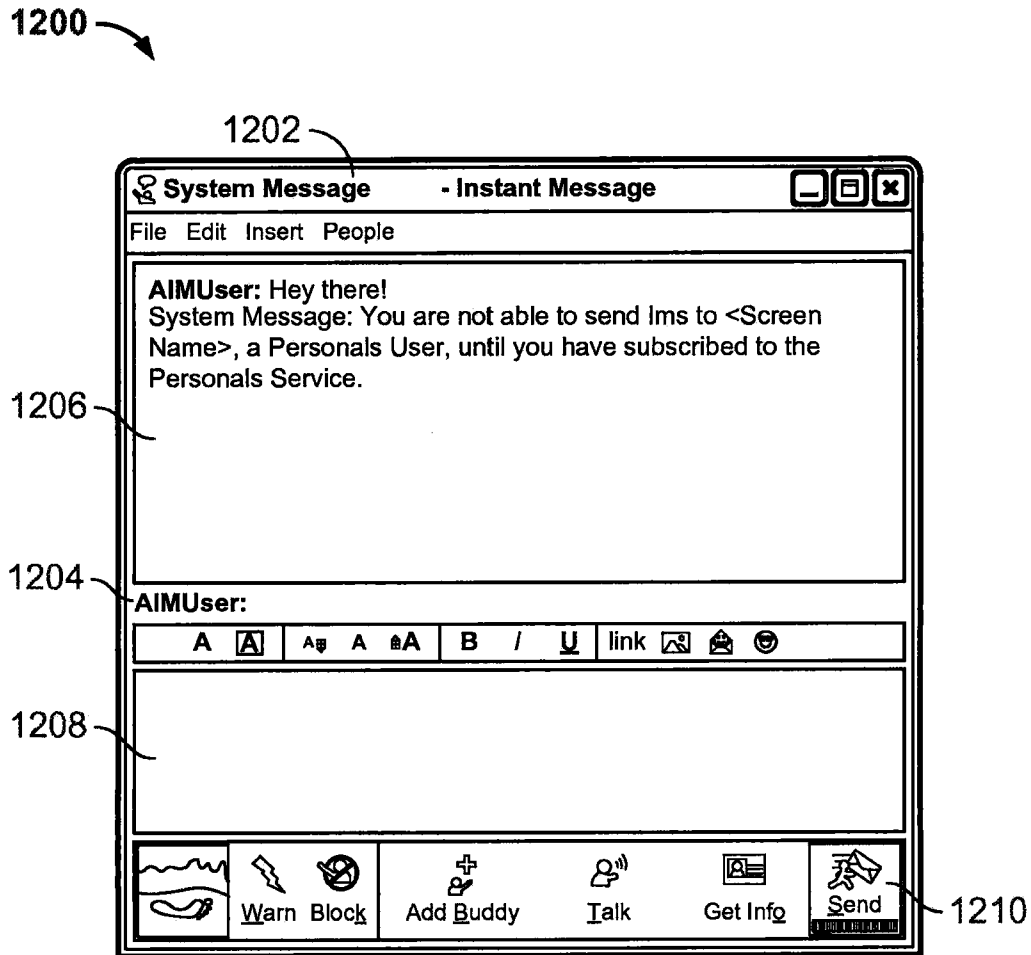 1200
1202
System Message - Instant Message
File Edit Insert People
AIMUser: Hey there!
System Message: You are not able to send Ims to <Screen
Name>, a Personals User, until you have subscribed to the
Personals Service.
1206
1204
AIMUser:
A A A A A B I U link
1208
Warn Block Add Buddy Talk Get Info Send
1210